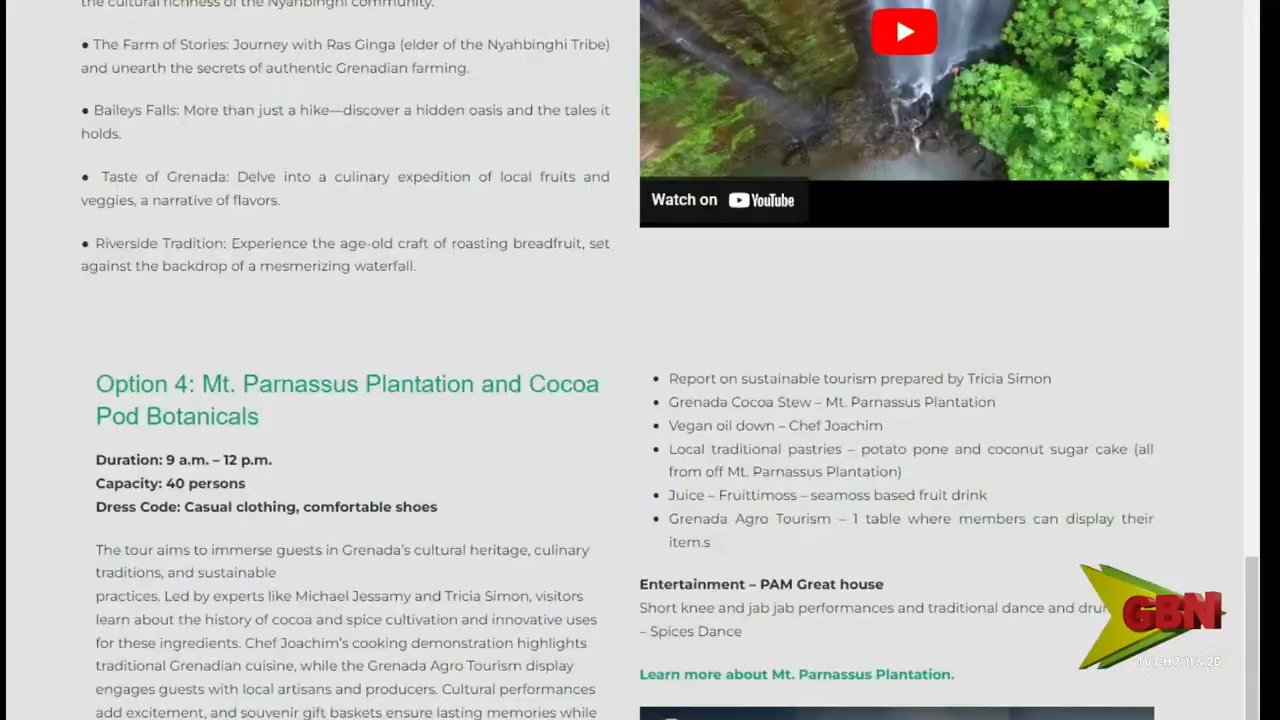 the cultural richness of the Nyahbinghi community.
● The Farm of Stories: Journey with Ras Ginga (elder of the Nyahbinghi Tribe)
and unearth the secrets of authentic Grenadian farming.
● Baileys Falls: More than just a hike—discover a hidden oasis and the tales it
holds.
● Taste of Grenada: Delve into a culinary expedition of local fruits and
veggies, a narrative of flavors.
● Riverside Tradition: Experience the age-old craft of roasting breadfruit, set
against the backdrop of a mesmerizing waterfall.
Watch on YouTube
Option 4: Mt. Parnassus Plantation and Cocoa
Pod Botanicals
Duration: 9 a.m. – 12 p.m.
Capacity: 40 persons
Dress Code: Casual clothing, comfortable shoes
The tour aims to immerse guests in Grenada's cultural heritage, culinary
traditions, and sustainable
practices. Led by experts like Michael Jessamy and Tricia Simon, visitors
learn about the history of cocoa and spice cultivation and innovative uses
for these ingredients. Chef Joachim's cooking demonstration highlights
traditional Grenadian cuisine, while the Grenada Agro Tourism display
engages guests with local artisans and producers. Cultural performances
add excitement, and souvenir gift baskets ensure lasting memories while
• Report on sustainable tourism prepared by Tricia Simon
• Grenada Cocoa Stew – Mt. Parnassus Plantation
• Vegan oil down – Chef Joachim
• Local traditional pastries – potato pone and coconut sugar cake (all
from off Mt. Parnassus Plantation)
• Juice – Fruittimoss – seamoss based fruit drink
• Grenada Agro Tourism – 1 table where members can display their
item.s
Entertainment – PAM Great house
Short knee and jab jab performances and traditional dance and
– Spices Dance
Learn more about Mt. Parnassus Plantation.
GBN
TV CH 7, 11 & 20